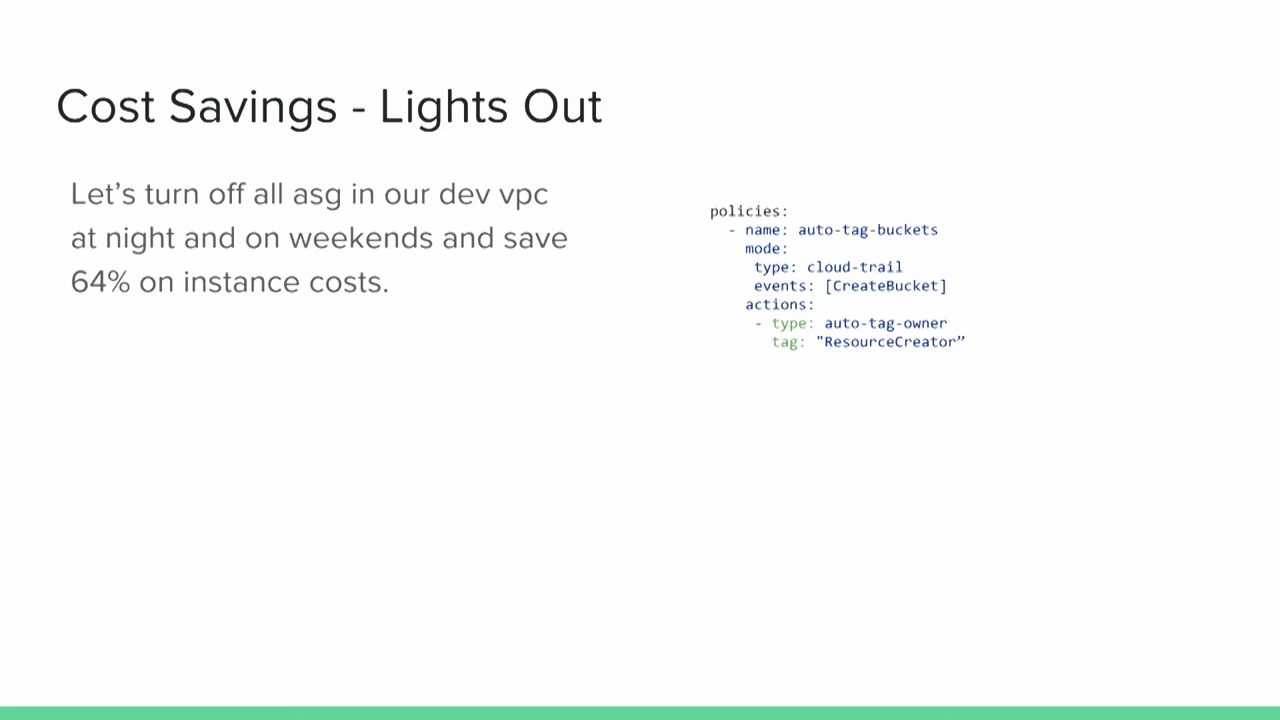 Cost Savings - Lights Out
Let’s turn off all asg in our dev vpc
at night and on weekends and save
64% on instance costs.
policies:
  - name: auto-tag-buckets
    mode:
     type: cloud-trail
     events: [CreateBucket]
    actions:
     - type: auto-tag-owner
       tag: "ResourceCreator”